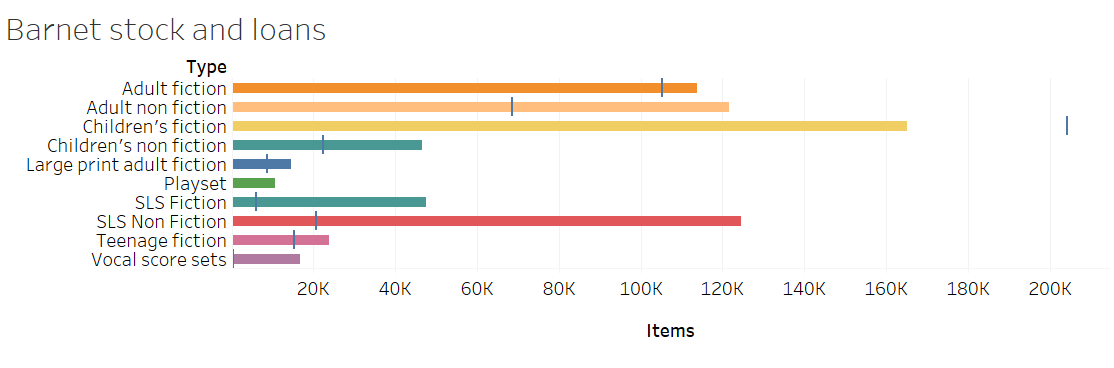 Barnet stock and loans
Type
Adult fiction
Adult non fiction
Children's fiction
Children's non fiction
Large print adult fiction
Playset
SLS Fiction
SLS Non Fiction
Teenage fiction
Vocal score sets
20K 40K 60K 80K 100K 120K 140K 160K 180K 200K
Items